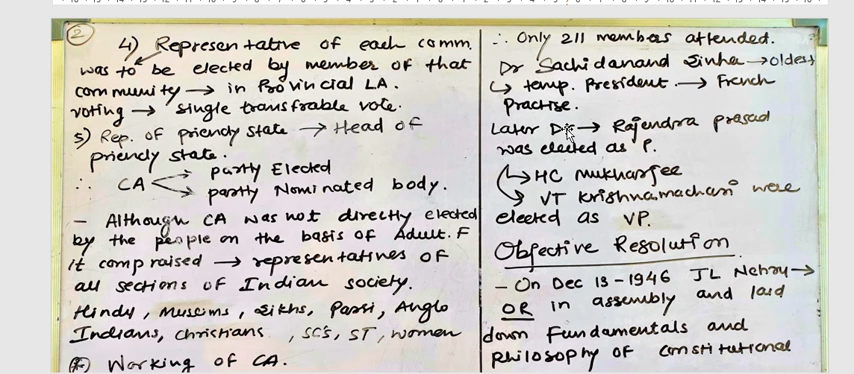 2
4) Representative of each comm.
was to be elected by member of that
community → in Provincial LA.
voting → single transfrable vote.
5) Rep. of priendy state → Head of
priendy state.
∴ CA → partly Elected
→ partly Nominated body.
- Although CA was not directly elected
by the people on the basis of Adult. F
it compraised → representatives of
all sections of Indian society.
Hindu, Muslims, Sikhs, Parsi, Anglo
Indians, Christians, SCs, ST, women
Working of CA.
∴ Only 211 members attended.
Dr Sachidanand Sinha → oldest
↳ temp. President. → French
Practise.
Later → Rajendra prasad
was elected as P.
↳ HC mukharjee
↳ VT Krishnamachari were
elected as VP.
Objective Resolution
- On Dec 13-1946 JL Nehru →
OR in assembly and laid
down Fundamentals and
Philosophy of constitutional